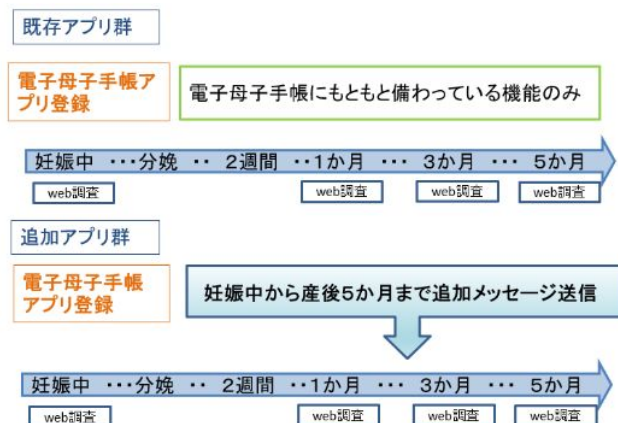 既存アプリ群
電子母子手帳ア
プリ登録
電子母子手帳にもともと備わっている機能のみ
妊娠中 ・・・分娩 ・・ 2週間 ・・1か月 ・・・ 3か月 ・・・ 5か月
web調査 web調査 web調査 web調査
追加アプリ群
電子母子手帳
アプリ登録
妊娠中から産後5か月まで追加メッセージ送信
妊娠中 ・・・分娩 ・・ 2週間 ・・1か月 ・・・ 3か月 ・・・ 5か月
web調査 web調査 web調査 web調査